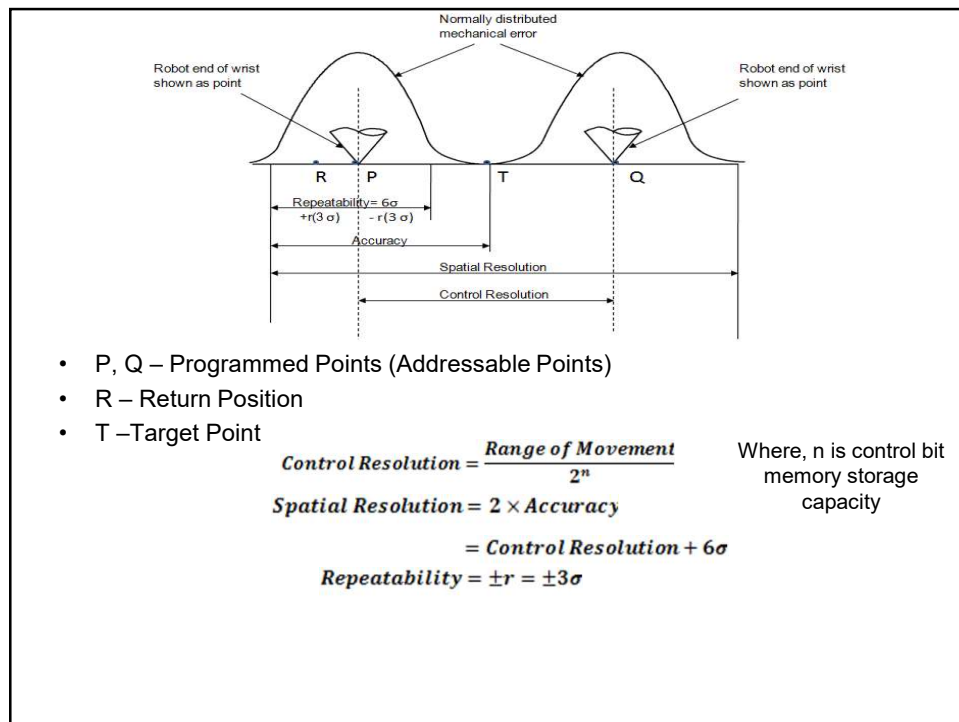 Normally distributed
mechanical error
Robot end of wrist
shown as point
Robot end of wrist
shown as point
R P T Q
Repeatability= 6σ
+r(3 σ) - r(3 σ)
Accuracy
Spatial Resolution
Control Resolution
• P, Q – Programmed Points (Addressable Points)
• R – Return Position
• T –Target Point
Control Resolution = Range of Movement / 2ⁿ
Where, n is control bit
memory storage
capacity
Spatial Resolution = 2 × Accuracy
= Control Resolution + 6σ
Repeatability = ±r = ±3σ